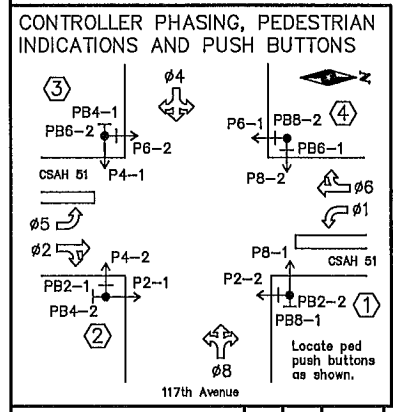 CONTROLLER PHASING, PEDESTRIAN
INDICATIONS AND PUSH BUTTONS
3
ø4
N
PB4-1
PB6-2
P6-2
P4-1
CSAH 51
PB8-2
4
P6-1
PB6-1
P8-2
ø6
ø1
ø5
ø2
P8-1
CSAH 51
P4-2
PB2-1
P2-1
PB4-2
2
P2-2
PB2-2
PB8-1
1
ø8
Locate ped
push buttons
as shown.
117th Avenue